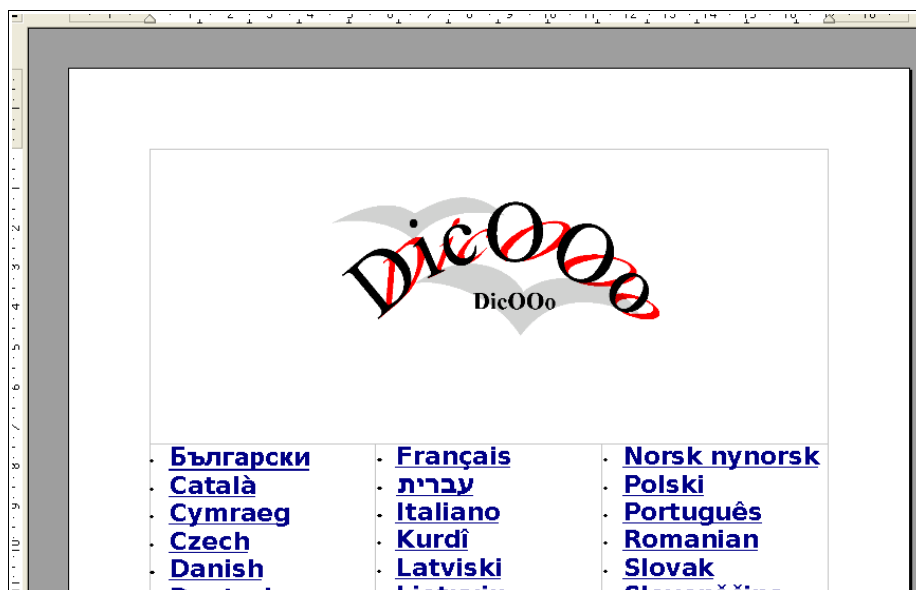 DicOOo
DicOOo
Български
Català
Cymraeg
Czech
Danish
Français
עברית
Italiano
Kurdî
Latviski
Norsk nynorsk
Polski
Português
Romanian
Slovak